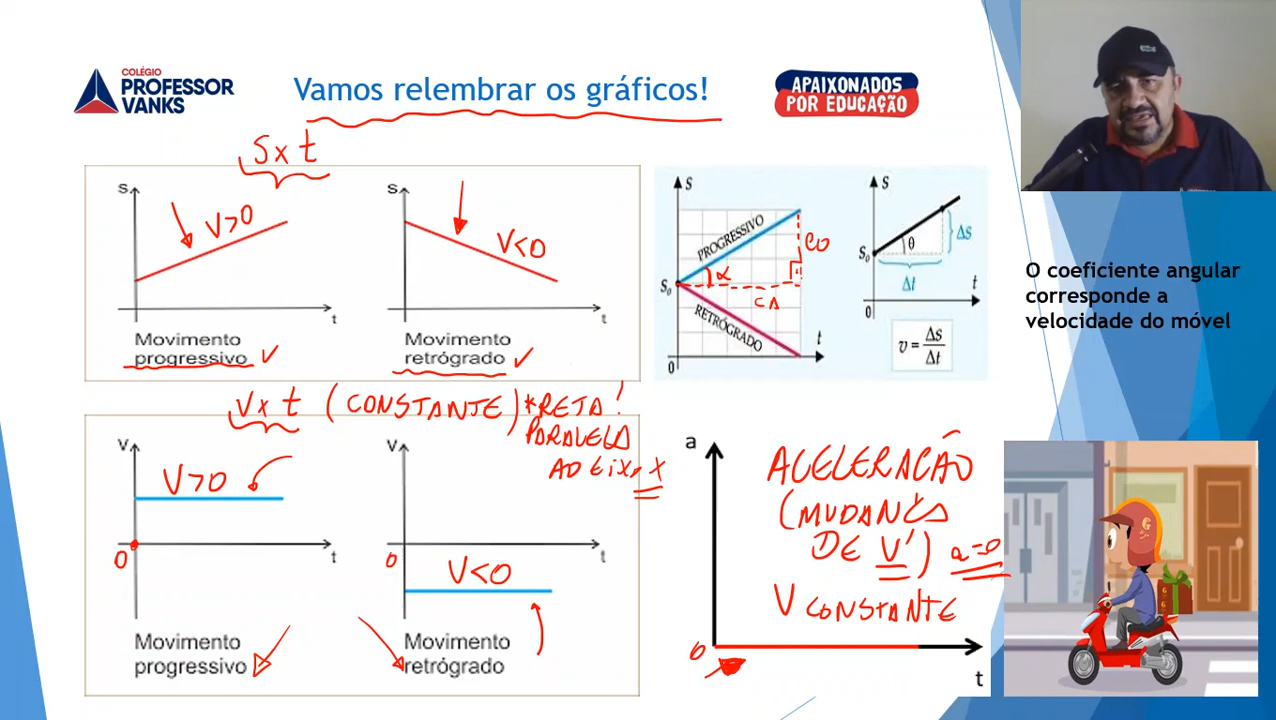 COLÉGIO
PROFESSOR
VANKS
Vamos relembrar os gráficos!
APAIXONADOS
POR EDUCAÇÃO
S x t
S
V>0
t
Movimento
progressivo
S
V<0
t
Movimento
retrógrado
S
PROGRESSIVO
CO
α
S₀
CA
RETRÓGRADO
t
0
S
Δs
θ
S₀
Δt
t
0
v = Δs/Δt
O coeficiente angular
corresponde a
velocidade do móvel
V x t (CONSTANTE) * RETA!
PARALELA
AO EIXO X
V
V>0
0
t
Movimento
progressivo
V
0
t
V<0
Movimento
retrógrado
a
ACELERAÇÃO
(MUDANÇA
DE V) a=0
V CONSTANTE
0
t